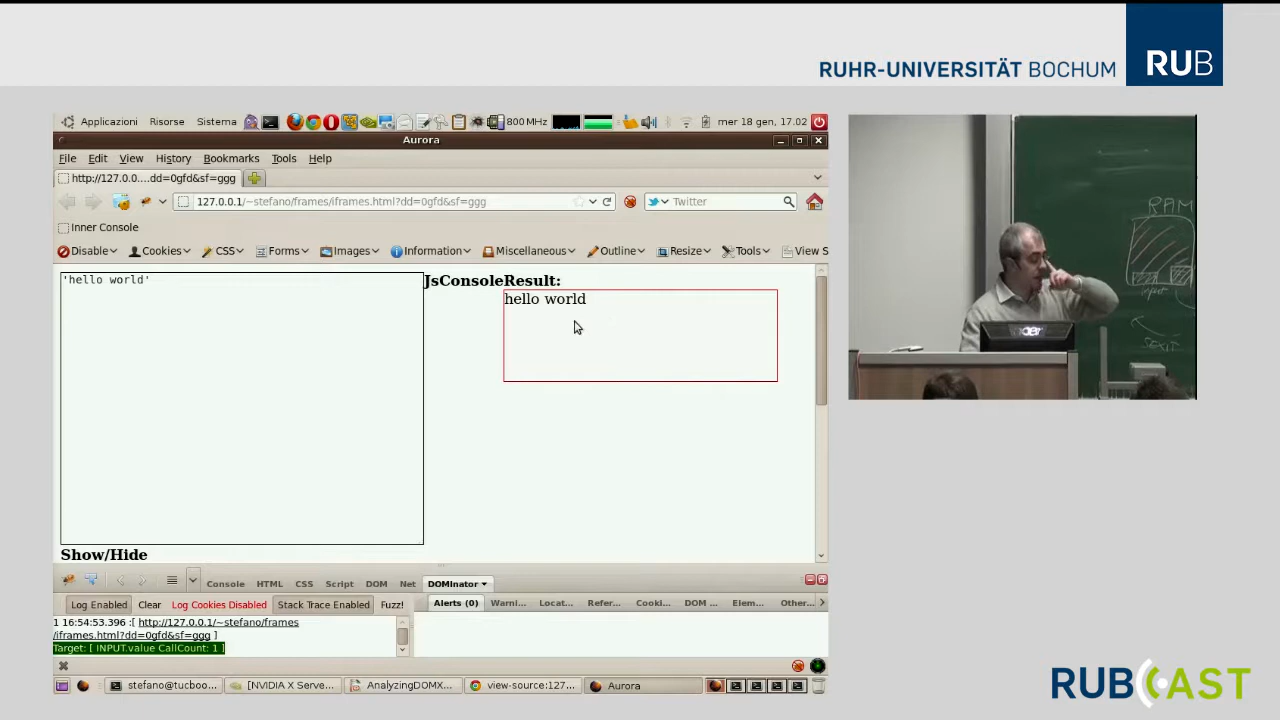 RUHR-UNIVERSITÄT BOCHUM
RUB
Applicazioni Risorse Sistema 800 MHz mer 18 gen, 17.02
Aurora
File Edit View History Bookmarks Tools Help
http://127.0.0....dd=0gfd&sf=ggg
127.0.0.1/~stefano/frames/iframes.html?dd=0gfd&sf=ggg
Twitter
Inner Console
Disable Cookies CSS Forms Images Information Miscellaneous Outline Resize Tools View S
'hello world'
JsConsoleResult:
hello world
Show/Hide
Console HTML CSS Script DOM Net DOMinator
Log Enabled Clear Log Cookies Disabled Stack Trace Enabled Fuzz!
Alerts (0) Warni... Locat... Refer... Cooki... DOM ... Elem... Other...
1 16:54:53.396 :[ http://127.0.0.1/~stefano/frames
/iframes.html?dd=0gfd&sf=ggg ]
Target: [ INPUT.value CallCount: 1 ]
stefano@tucboo... [NVIDIA X Serve... AnalyzingDOMX... view-source:127... Aurora
RAM
input
acer
RUBCAST